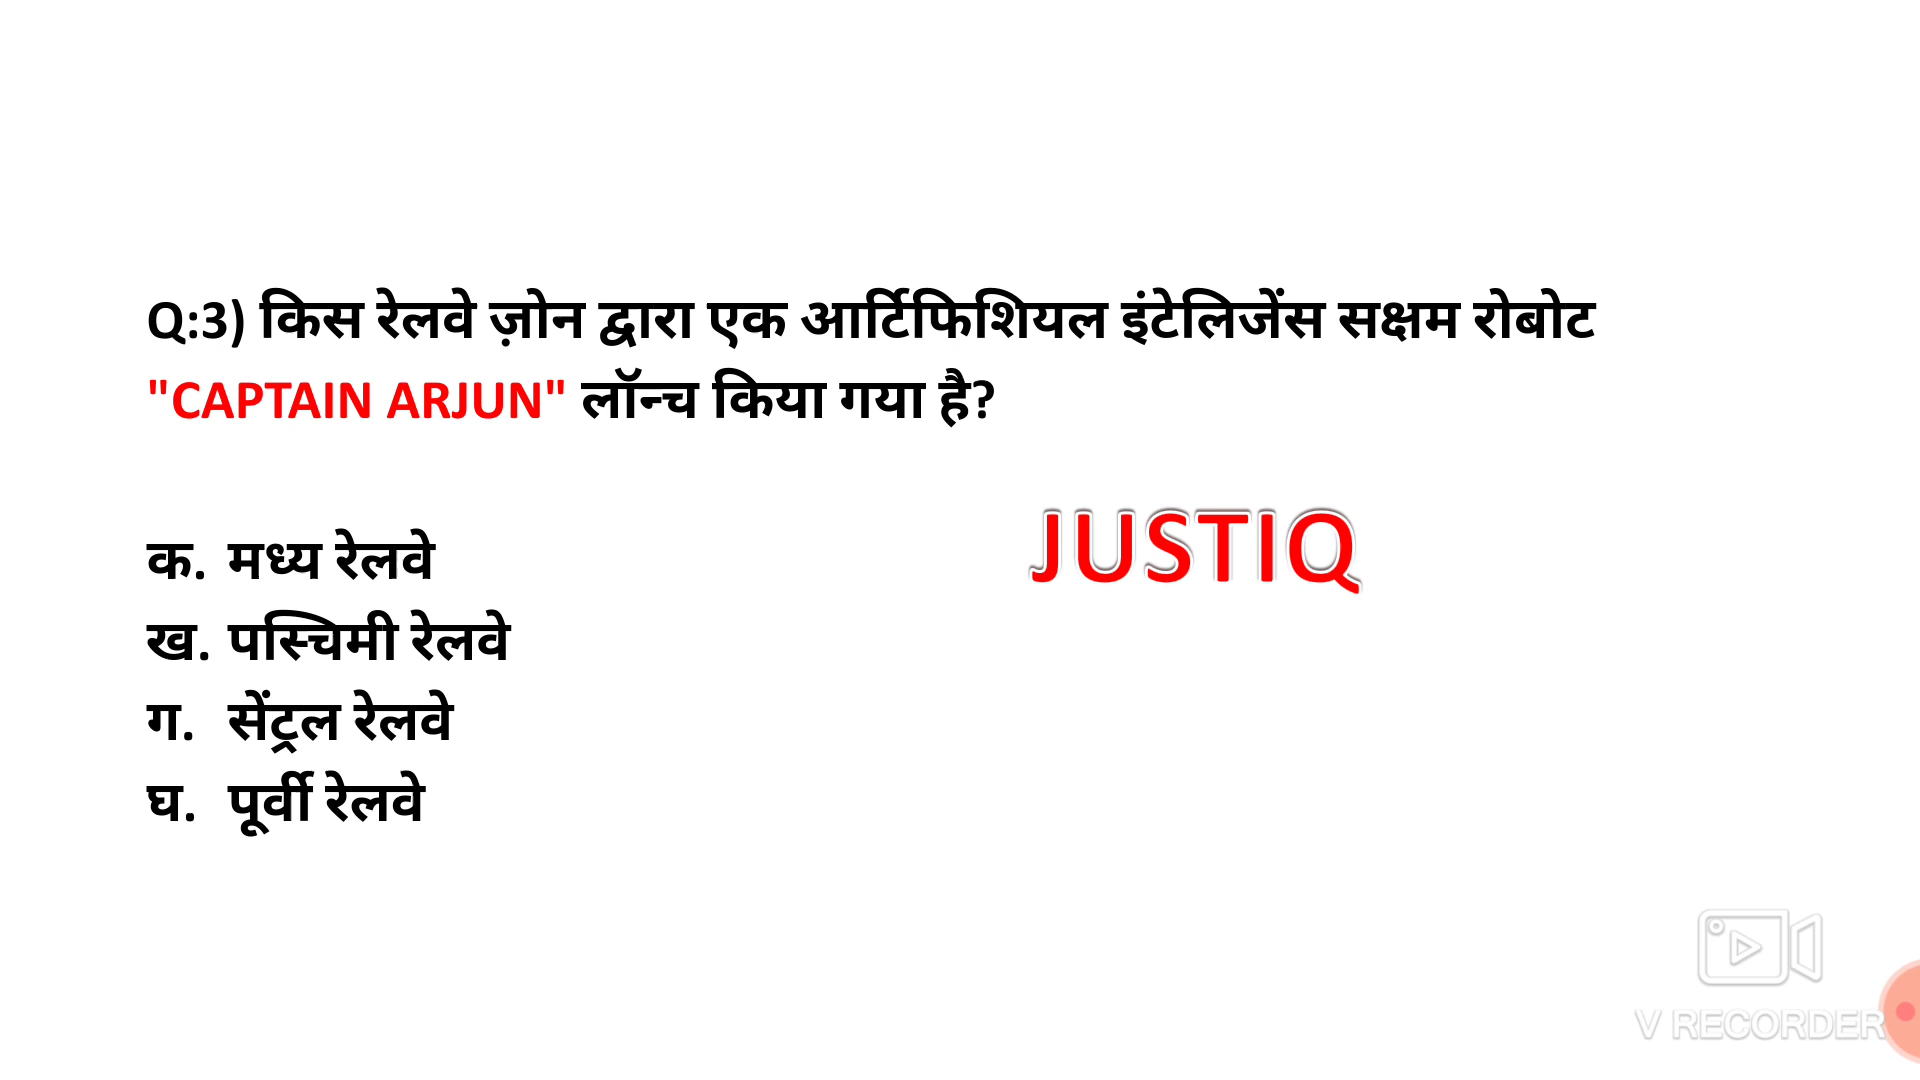 Q:3) किस रेलवे ज़ोन द्वारा एक आर्टिफिशियल इंटेलिजेंस सक्षम रोबोट
"CAPTAIN ARJUN" लॉन्च किया गया है?
JUSTIQ
क. मध्य रेलवे
ख. पस्चिमी रेलवे
ग. सेंट्रल रेलवे
घ. पूर्वी रेलवे
V RECORDER